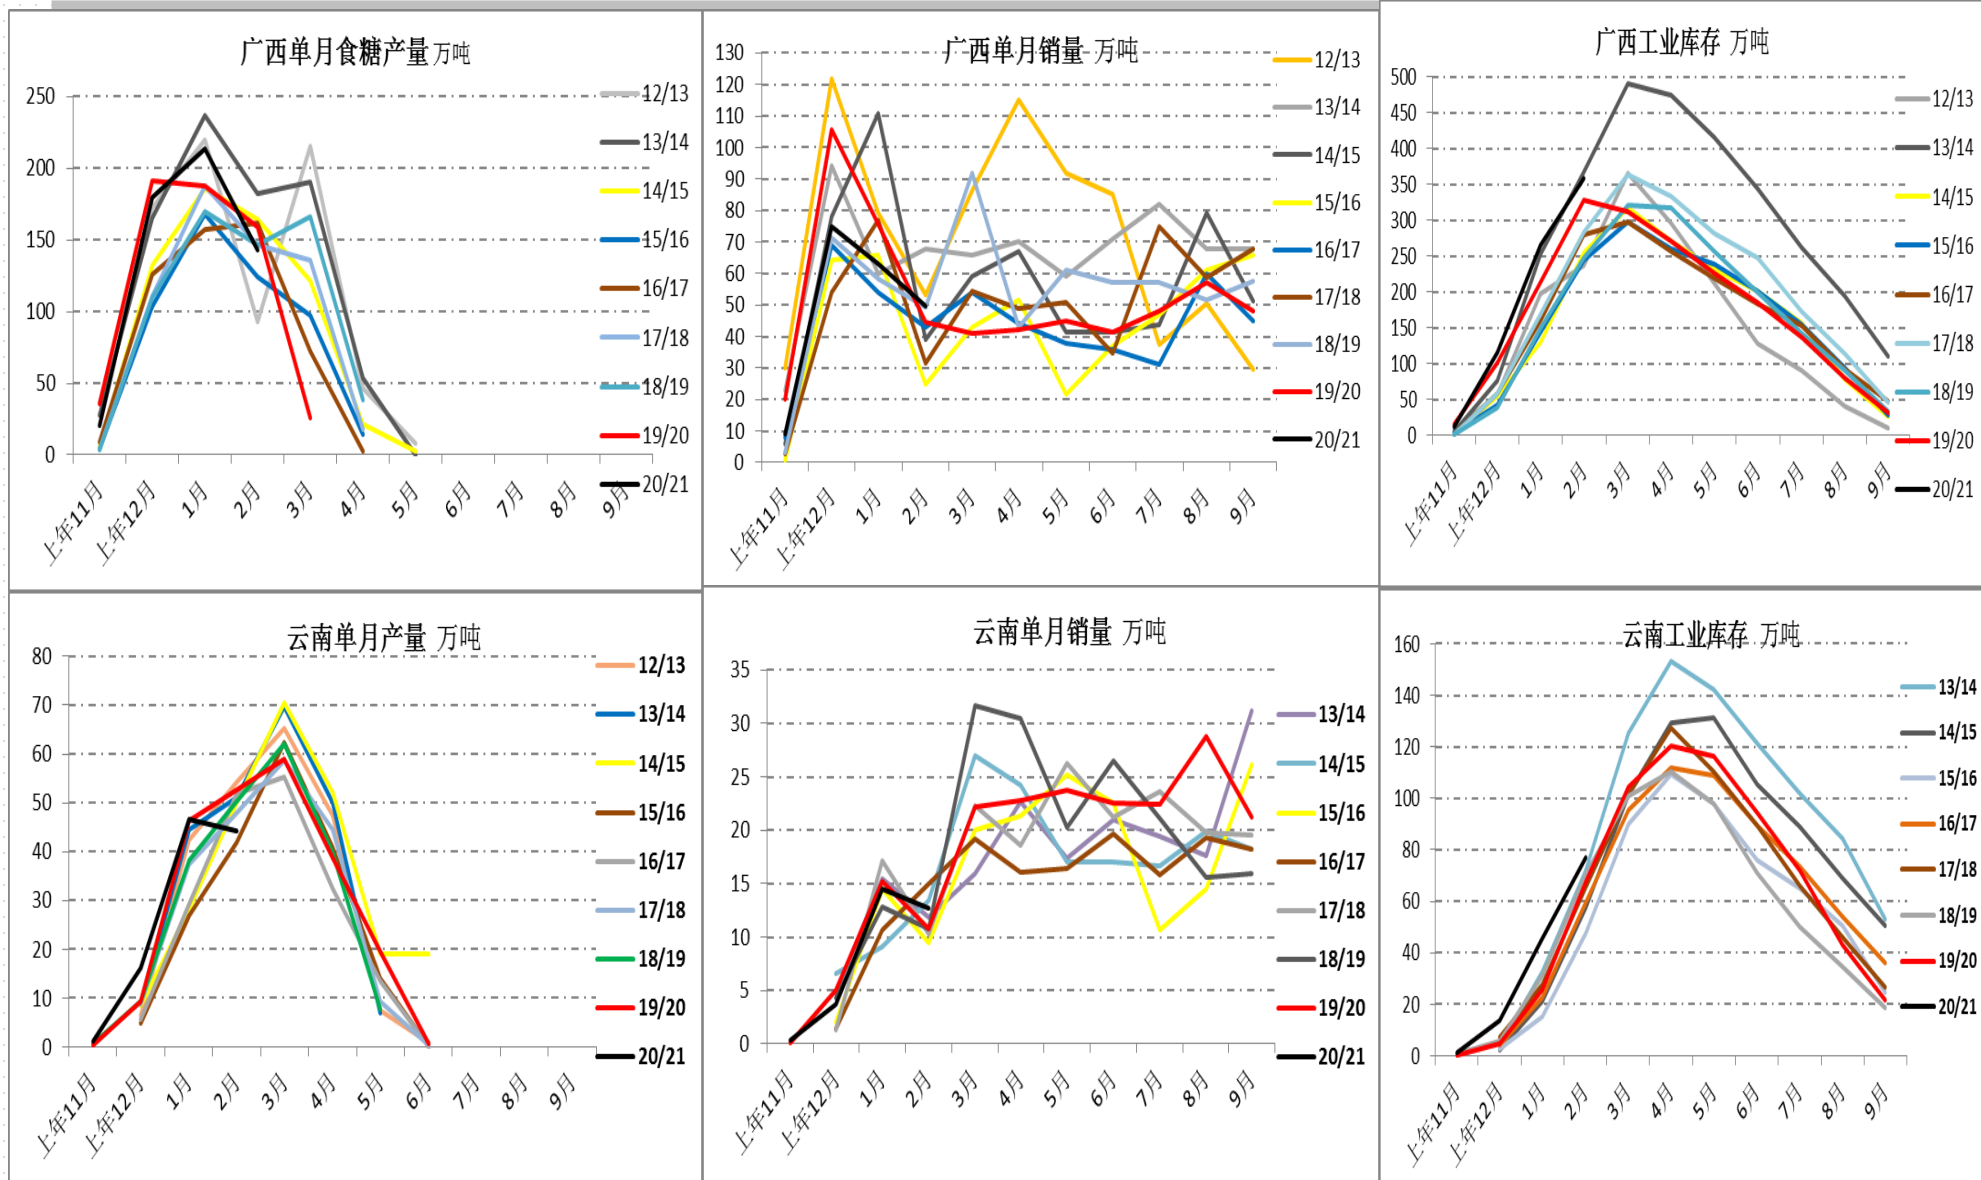 广西单月食糖产量 万吨
250
200
150
100
50
0
上年11月
上年12月
1月
2月
3月
4月
5月
6月
7月
8月
9月
12/13
13/14
14/15
15/16
16/17
17/18
18/19
19/20
20/21
广西单月销量 万吨
130
120
110
100
90
80
70
60
50
40
30
20
10
0
上年11月
上年12月
1月
2月
3月
4月
5月
6月
7月
8月
9月
12/13
13/14
14/15
15/16
16/17
17/18
18/19
19/20
20/21
广西工业库存 万吨
500
450
400
350
300
250
200
150
100
50
0
上年11月
上年12月
1月
2月
3月
4月
5月
6月
7月
8月
9月
12/13
13/14
14/15
15/16
16/17
17/18
18/19
19/20
20/21
云南单月产量 万吨
80
70
60
50
40
30
20
10
0
上年11月
上年12月
1月
2月
3月
4月
5月
6月
7月
8月
9月
12/13
13/14
14/15
15/16
16/17
17/18
18/19
19/20
20/21
云南单月销量 万吨
35
30
25
20
15
10
5
0
上年11月
上年12月
1月
2月
3月
4月
5月
6月
7月
8月
9月
13/14
14/15
15/16
16/17
17/18
18/19
19/20
20/21
云南工业库存 万吨
160
140
120
100
80
60
40
20
0
上年11月
上年12月
1月
2月
3月
4月
5月
6月
7月
8月
9月
13/14
14/15
15/16
16/17
17/18
18/19
19/20
20/21